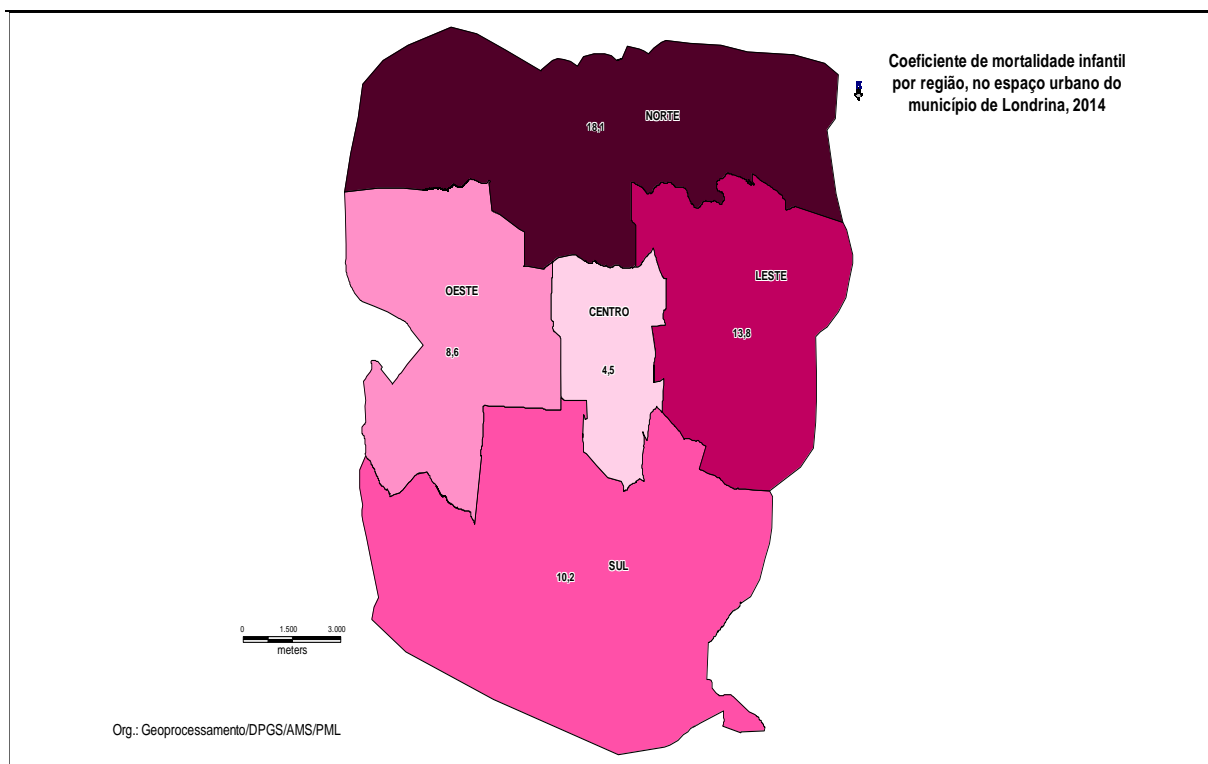 Coeficiente de mortalidade infantil
por região, no espaço urbano do
município de Londrina, 2014
NORTE
18,1
LESTE
OESTE
CENTRO
13,8
8,6
4,5
SUL
10,2
0 1.500 3.000
meters
Org.: Geoprocessamento/DPGS/AMS/PML